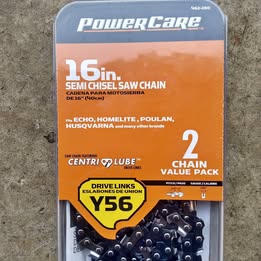 POWERCARE
16in.
SEMI CHISEL SAW CHAIN
CADENA PARA MOTOSIERRA
DE 16" (40cm)
Fits ECHO, HOMELITE, POULAN,
HUSQVARNA and many other brands
2
CHAIN
VALUE PACK
CENTRI LUBE™
DRIVE LINKS
ESLABONES DE UNION
Y56